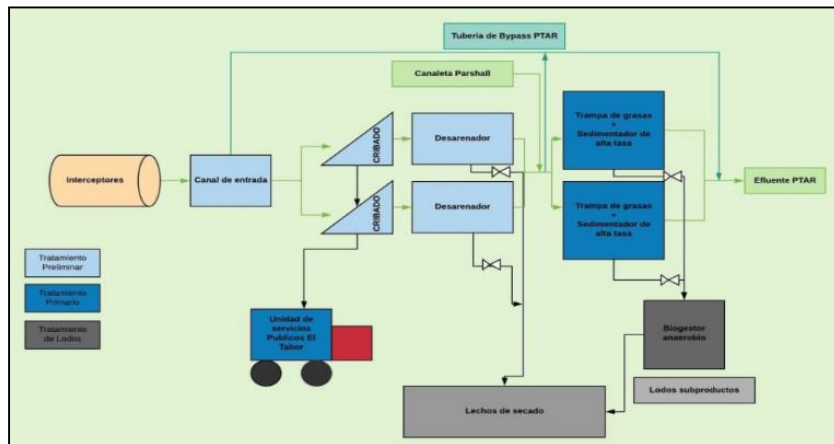 Tubería de Bypass PTAR
Canaleta Parshall
Interceptores
Canal de entrada
CRIBADO
Desarenador
Trampa de grasas
+
Sedimentador de
alta tasa
Efluente PTAR
CRIBADO
Desarenador
Trampa de grasas
+
Sedimentador de
alta tasa
Tratamiento
Preliminar
Tratamiento
Primario
Tratamiento
de Lodos
Unidad de
servicios
Publicos El
Tabor
Biogestor
anaerobio
Lodos subproductos
Lechos de secado